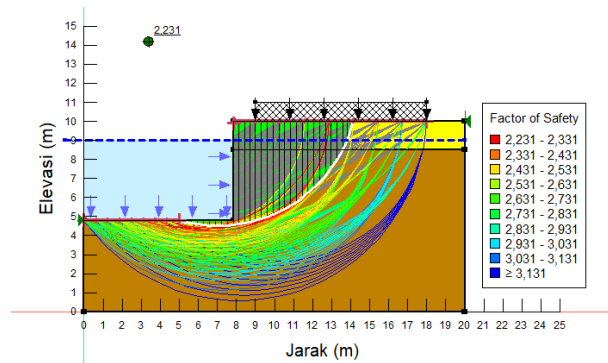 2,231
15
14
13
12
11
10
9
8
7
6
5
4
3
2
1
0
Elevasi (m)
0 1 2 3 4 5 6 7 8 9 10 11 12 13 14 15 16 17 18 19 20 21 22 23 24 25
Jarak (m)
Factor of Safety
2,231 - 2,331
2,331 - 2,431
2,431 - 2,531
2,531 - 2,631
2,631 - 2,731
2,731 - 2,831
2,831 - 2,931
2,931 - 3,031
3,031 - 3,131
≥ 3,131